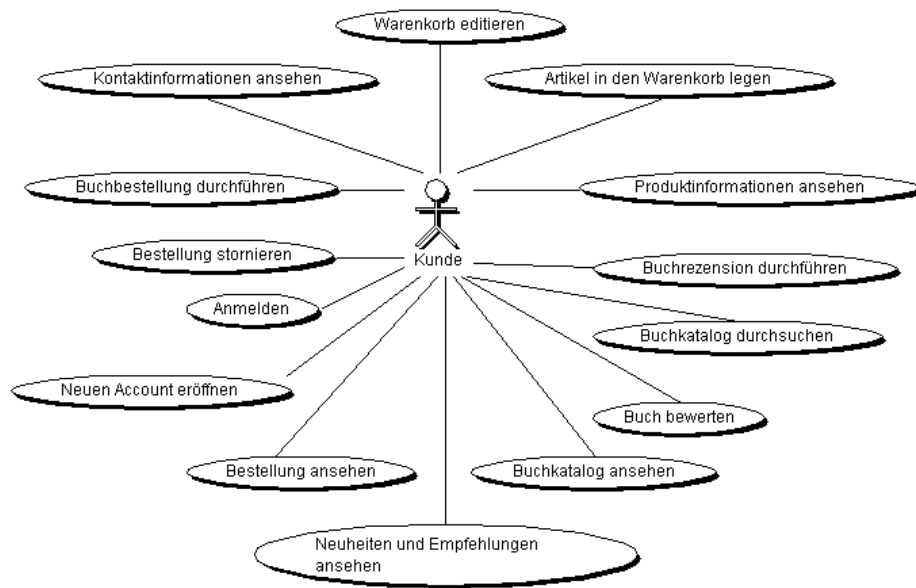 Warenkorb editieren
Kontaktinformationen ansehen
Artikel in den Warenkorb legen
Buchbestellung durchführen
Produktinformationen ansehen
Kunde
Bestellung stornieren
Buchrezension durchführen
Anmelden
Buchkatalog durchsuchen
Neuen Account eröffnen
Buch bewerten
Bestellung ansehen
Buchkatalog ansehen
Neuheiten und Empfehlungen
ansehen